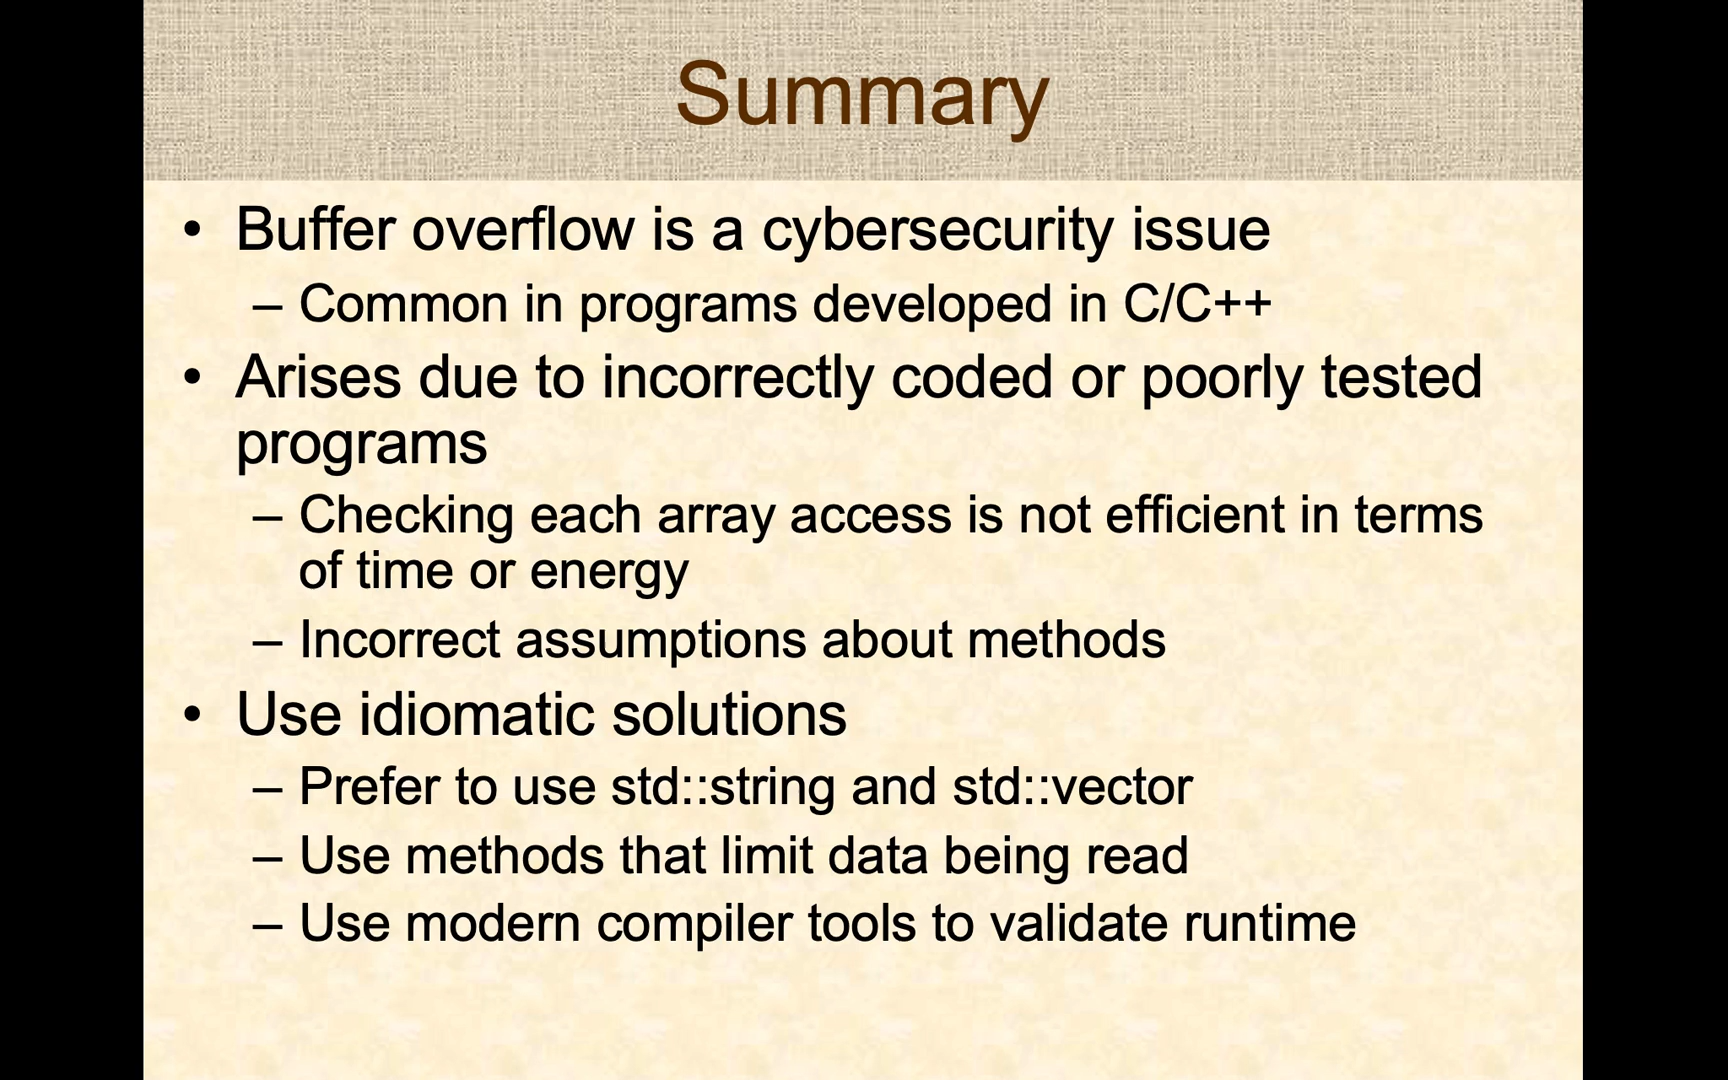 Summary
• Buffer overflow is a cybersecurity issue
– Common in programs developed in C/C++
• Arises due to incorrectly coded or poorly tested
programs
– Checking each array access is not efficient in terms
of time or energy
– Incorrect assumptions about methods
• Use idiomatic solutions
– Prefer to use std::string and std::vector
– Use methods that limit data being read
– Use modern compiler tools to validate runtime